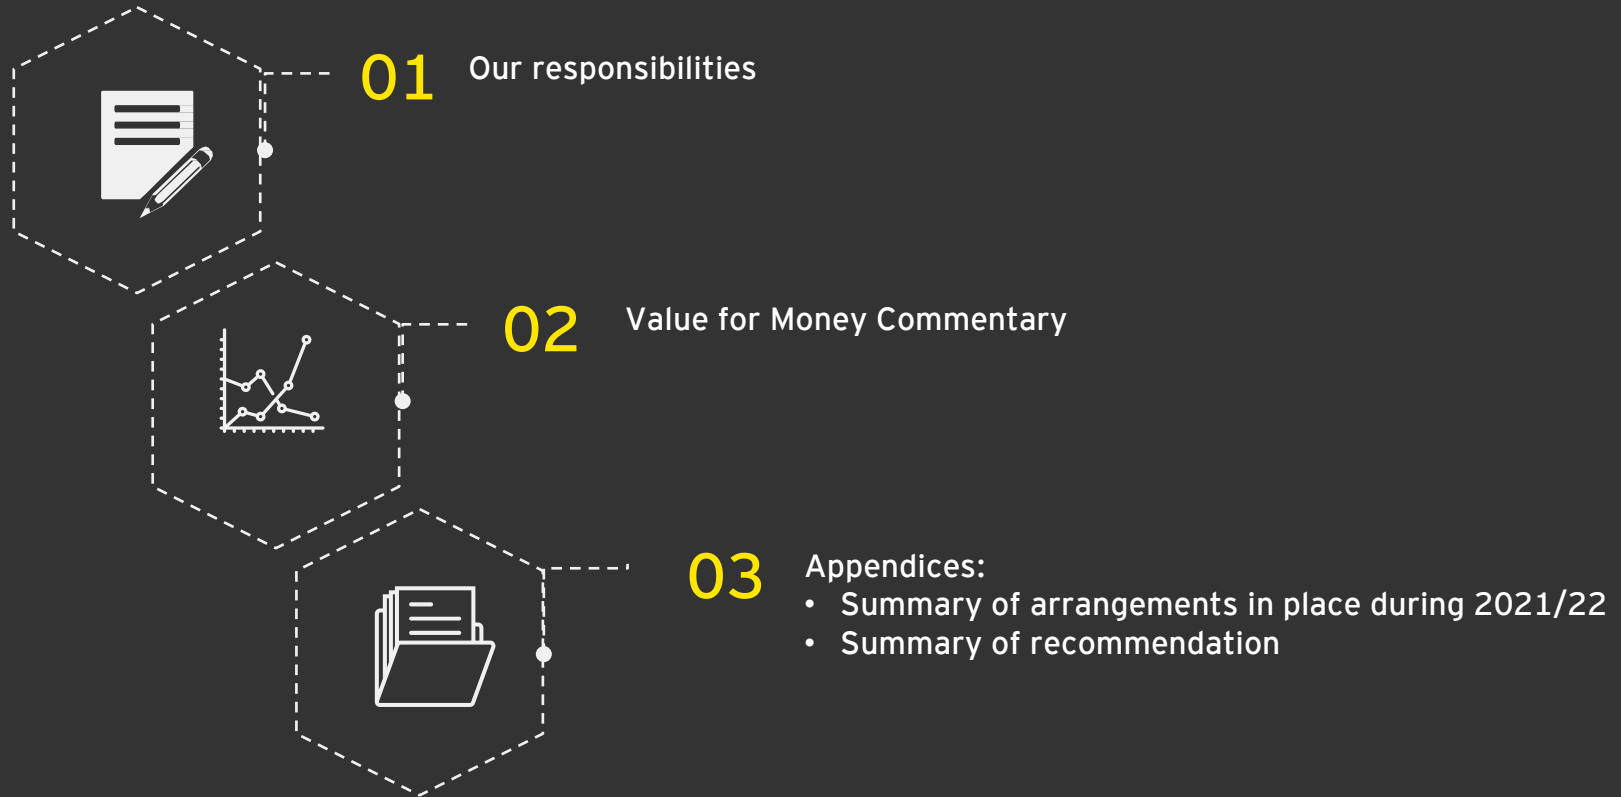 01 Our responsibilities
02 Value for Money Commentary
03 Appendices:
• Summary of arrangements in place during 2021/22
• Summary of recommendation